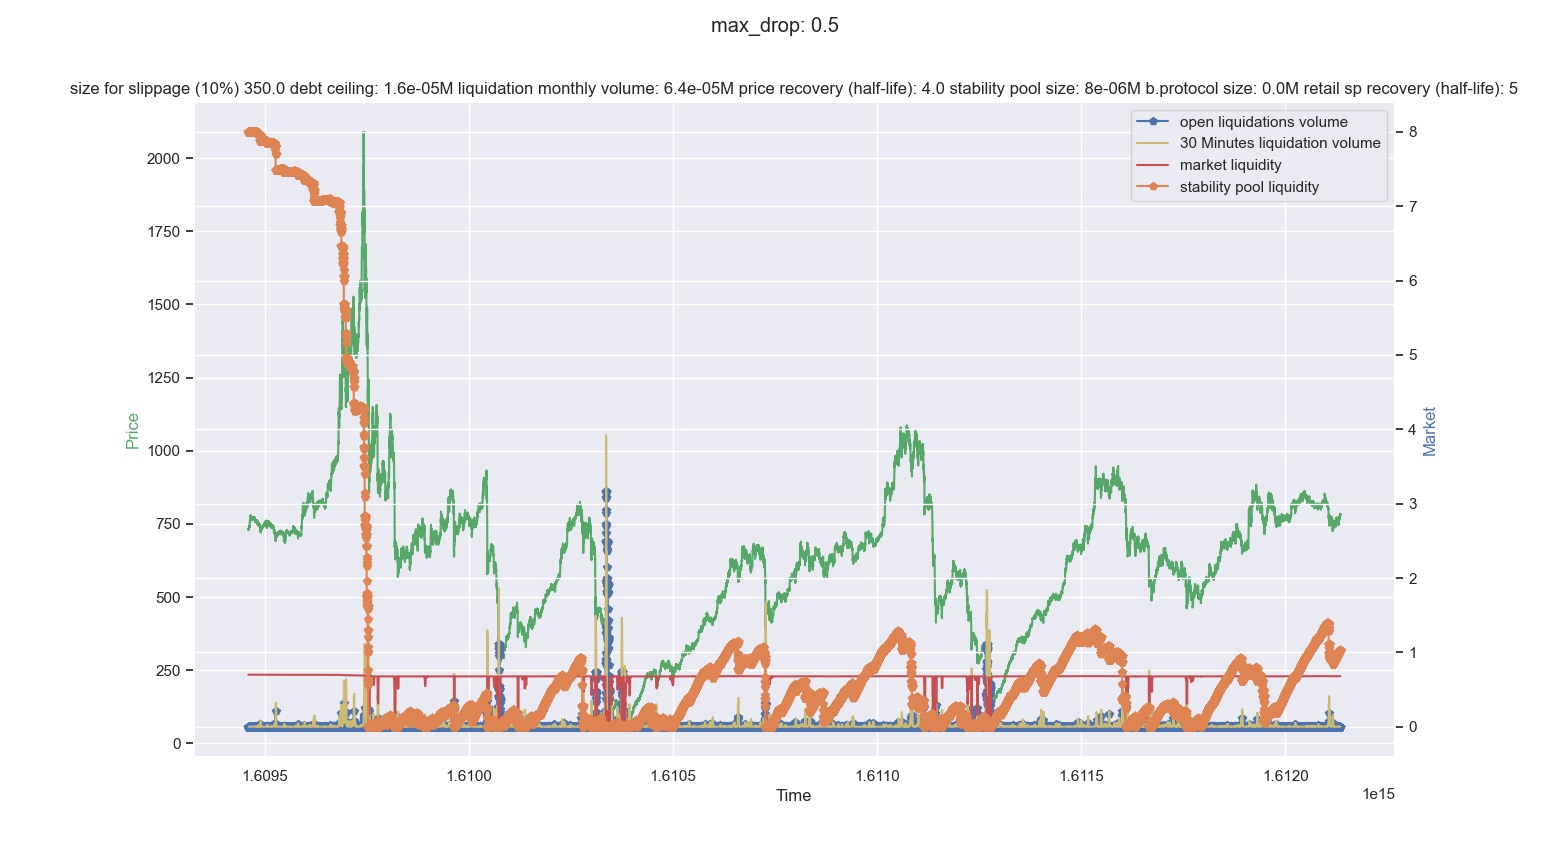 max_drop: 0.5
size for slippage (10%) 350.0 debt ceiling: 1.6e-05M liquidation monthly volume: 6.4e-05M price recovery (half-life): 4.0 stability pool size: 8e-06M b.protocol size: 0.0M retail sp recovery (half-life): 5
open liquidations volume
30 Minutes liquidation volume
market liquidity
stability pool liquidity
2000
1750
1500
1250
1000
750
500
250
0
Price
8
7
6
5
4
3
2
1
0
Market
1.6095 1.6100 1.6105 1.6110 1.6115 1.6120
1e15
Time